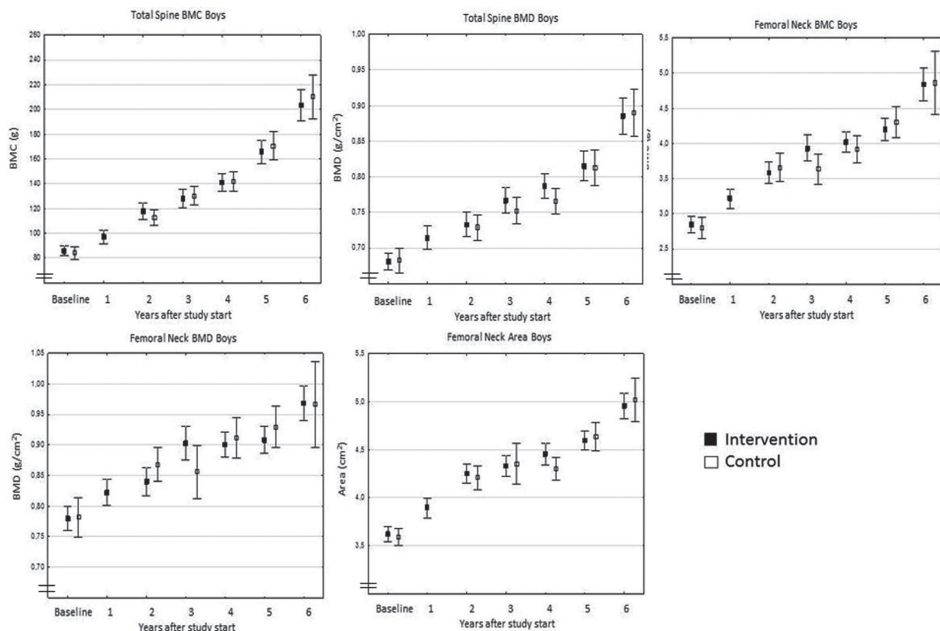 Total Spine BMC Boys
260
240
220
200
180
160
140
120
100
80
60
BMC (g)
Baseline 1 2 3 4 5 6
Years after study start
Total Spine BMD Boys
1,00
0,95
0,90
0,85
0,80
0,75
0,70
0,65
BMD (g/cm²)
Baseline 1 2 3 4 5 6
Years after study start
Femoral Neck BMC Boys
5,5
5,0
4,5
4,0
3,5
3,0
2,5
Baseline 1 2 3 4 5 6
Years after study start
Femoral Neck BMD Boys
1,05
1,00
0,95
0,90
0,85
0,80
0,75
0,70
0,65
BMD (g/cm²)
Baseline 1 2 3 4 5 6
Years after study start
Femoral Neck Area Boys
5,5
5,0
4,5
4,0
3,5
3,0
Area (cm²)
Baseline 1 2 3 4 5 6
Years after study start
Intervention
Control